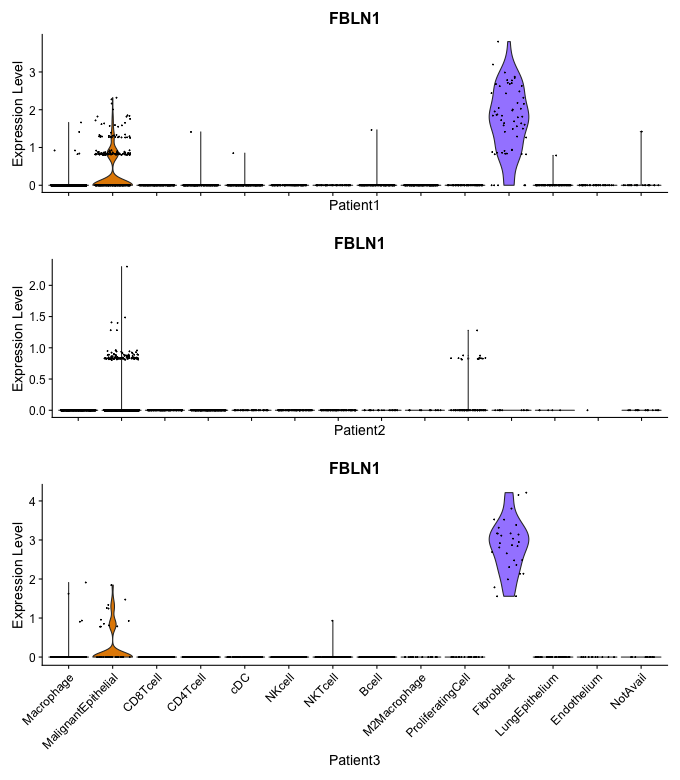 FBLN1
Expression Level
3
2
1
0
Patient1
FBLN1
Expression Level
2.0
1.5
1.0
0.5
0.0
Patient2
FBLN1
Expression Level
4
3
2
1
0
Macrophage
MalignantEpithelial
CD8Tcell
CD4Tcell
cDC
NKcell
NKTcell
Bcell
M2Macrophage
ProliferatingCell
Fibroblast
LungEpithelium
Endothelium
NotAvail
Patient3